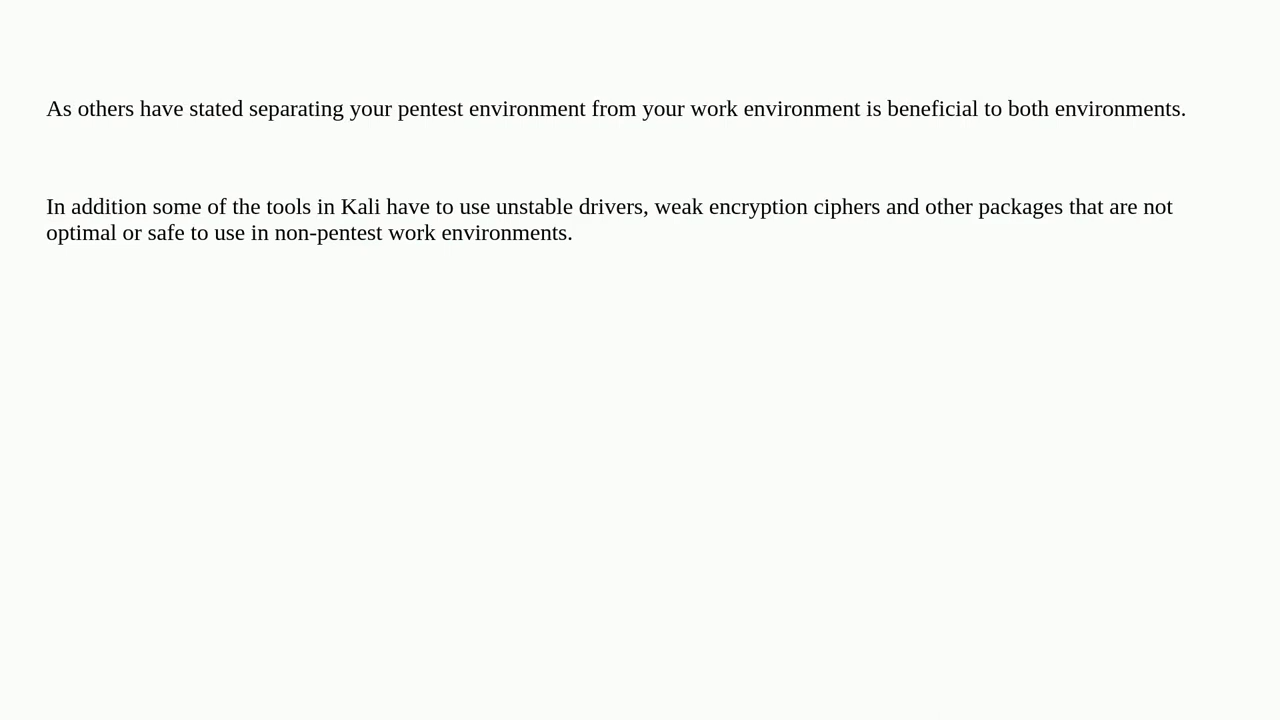 As others have stated separating your pentest environment from your work environment is beneficial to both environments.
In addition some of the tools in Kali have to use unstable drivers, weak encryption ciphers and other packages that are not
optimal or safe to use in non-pentest work environments.